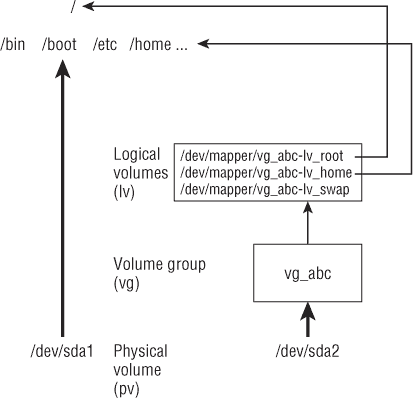 /
/bin /boot /etc /home ...
Logical volumes (lv)
/dev/mapper/vg_abc-lv_root
/dev/mapper/vg_abc-lv_home
/dev/mapper/vg_abc-lv_swap
Volume group (vg)
vg_abc
/dev/sda1
Physical volume (pv)
/dev/sda2